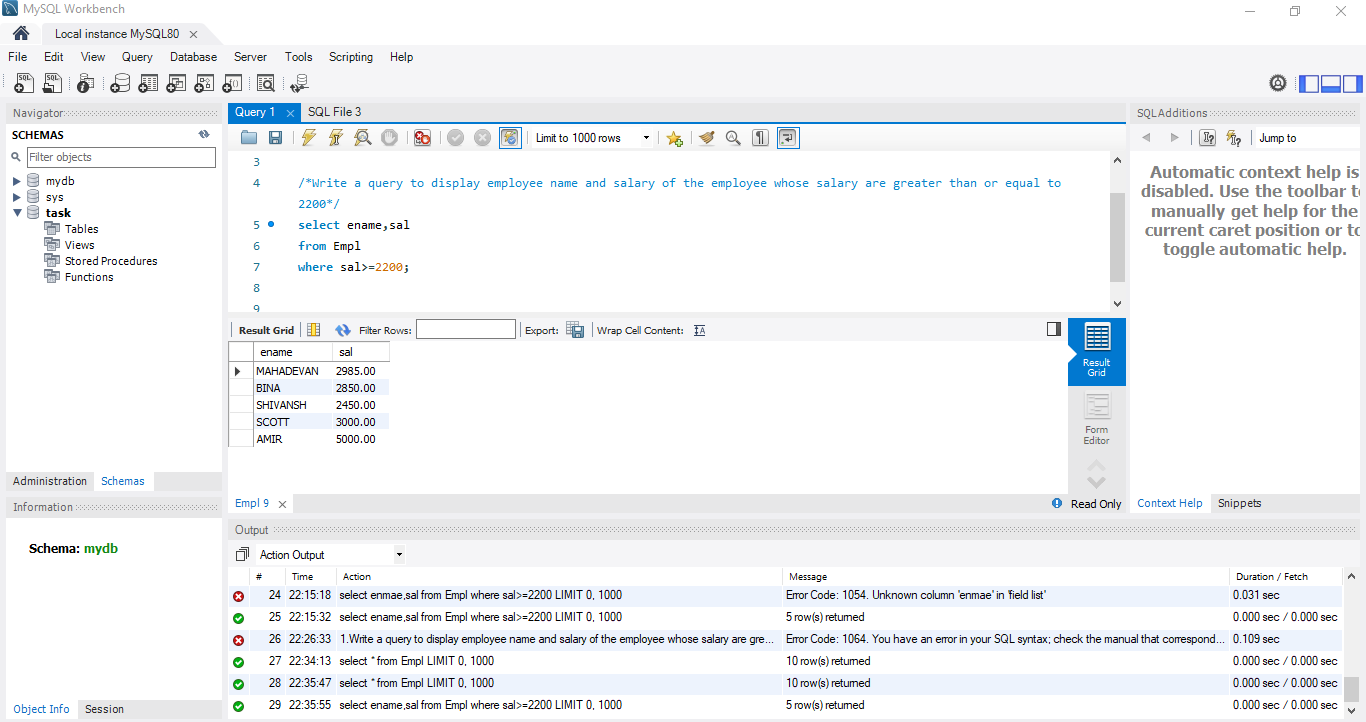 MySQL Workbench
Local instance MySQL80
File Edit View Query Database Server Tools Scripting Help
Navigator
SCHEMAS
Filter objects
mydb
sys
task
Tables
Views
Stored Procedures
Functions
Administration Schemas
Information
Schema: mydb
Object Info Session
Query 1 SQL File 3
Limit to 1000 rows
3
4 /*Write a query to display employee name and salary of the employee whose salary are greater than or equal to
2200*/
5 select ename,sal
6 from Empl
7 where sal>=2200;
8
9
Result Grid Filter Rows: Export: Wrap Cell Content:
ename sal
MAHADEVAN 2985.00
BINA 2850.00
SHIVANSH 2450.00
SCOTT 3000.00
AMIR 5000.00
Result
Grid
Form
Editor
Empl 9 Read Only
SQLAdditions
Jump to
Automatic context help is
disabled. Use the toolbar to
manually get help for the
current caret position or to
toggle automatic help.
Context Help Snippets
Output
Action Output
# Time Action Message Duration / Fetch
24 22:15:18 select enmae,sal from Empl where sal>=2200 LIMIT 0, 1000 Error Code: 1054. Unknown column 'enmae' in 'field list' 0.031 sec
25 22:15:32 select ename,sal from Empl where sal>=2200 LIMIT 0, 1000 5 row(s) returned 0.000 sec / 0.000 sec
26 22:26:33 1.Write a query to display employee name and salary of the employee whose salary are gre... Error Code: 1064. You have an error in your SQL syntax; check the manual that correspond... 0.109 sec
27 22:34:13 select * from Empl LIMIT 0, 1000 10 row(s) returned 0.000 sec / 0.000 sec
28 22:35:47 select * from Empl LIMIT 0, 1000 10 row(s) returned 0.000 sec / 0.000 sec
29 22:35:55 select ename,sal from Empl where sal>=2200 LIMIT 0, 1000 5 row(s) returned 0.000 sec / 0.000 sec